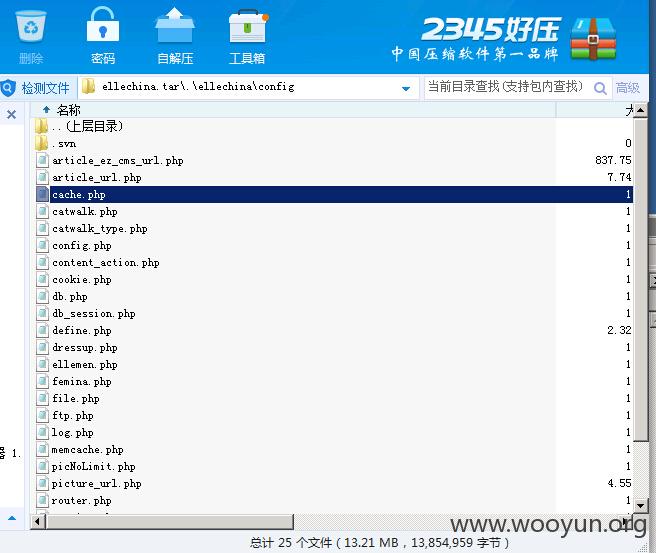 2345好压
中国压缩软件第一品牌
删除 密码 自解压 工具箱
检测文件 ellechina.tar\.\ellechina\config 当前目录查找(支持包内查找) 高级
名称 大
..(上层目录)
.svn 0
article_ez_cms_url.php 837.75
article_url.php 7.74
cache.php 1
catwalk.php 1
catwalk_type.php 1
config.php 1
content_action.php 1
cookie.php 1
db.php 1
db_session.php 1
define.php 2.32
dressup.php 1
ellemen.php 1
femina.php 1
file.php 1
ftp.php 1
log.php 1
器 1.
memcache.php 1
picNoLimit.php 1
picture_url.php 4.55
router.php 1
www.wooyun.org
总计 25 个文件(13.21 MB，13,854,959 字节)